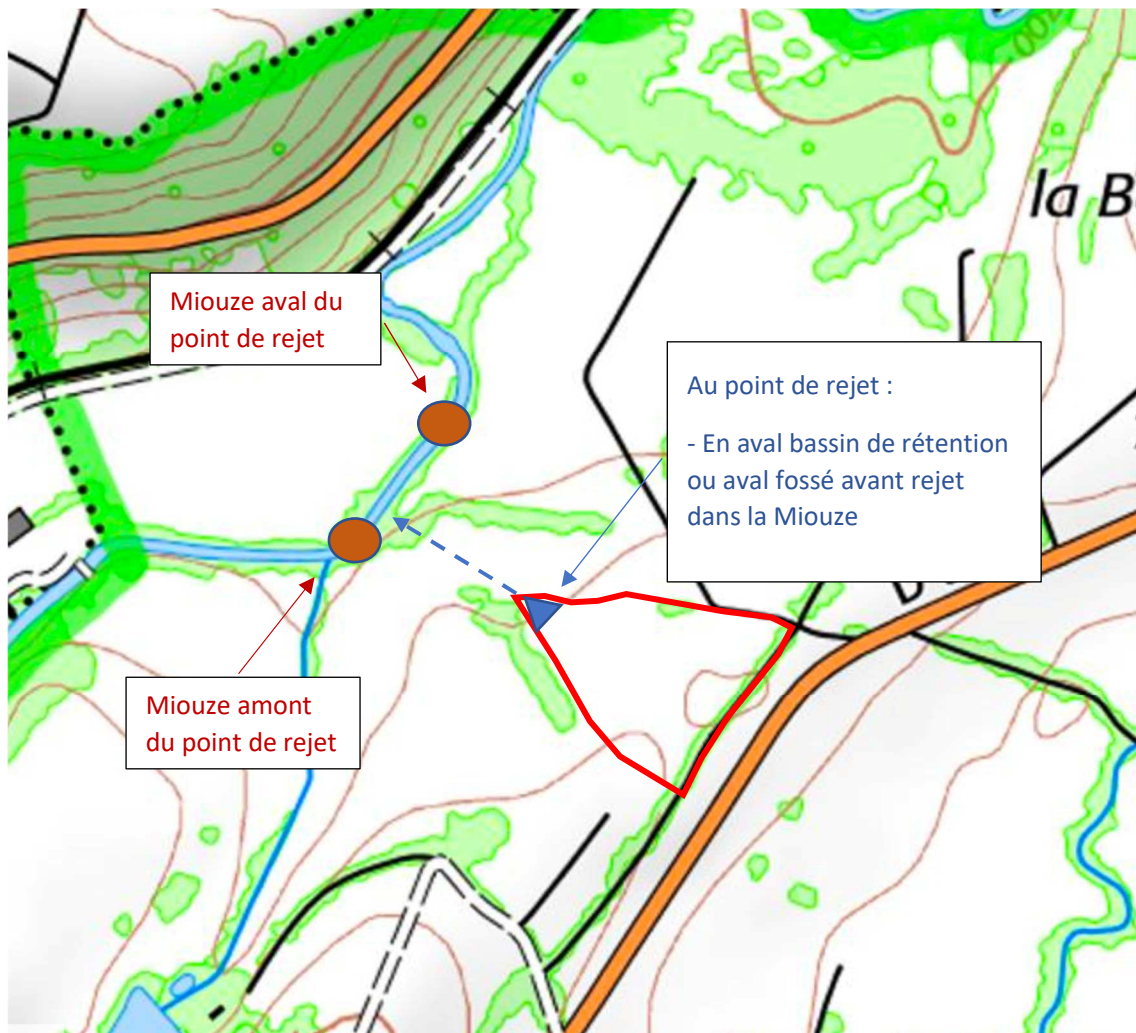 la B
Miouze aval du
point de rejet
Au point de rejet :
- En aval bassin de rétention
ou aval fossé avant rejet
dans la Miouze
Miouze amont
du point de rejet